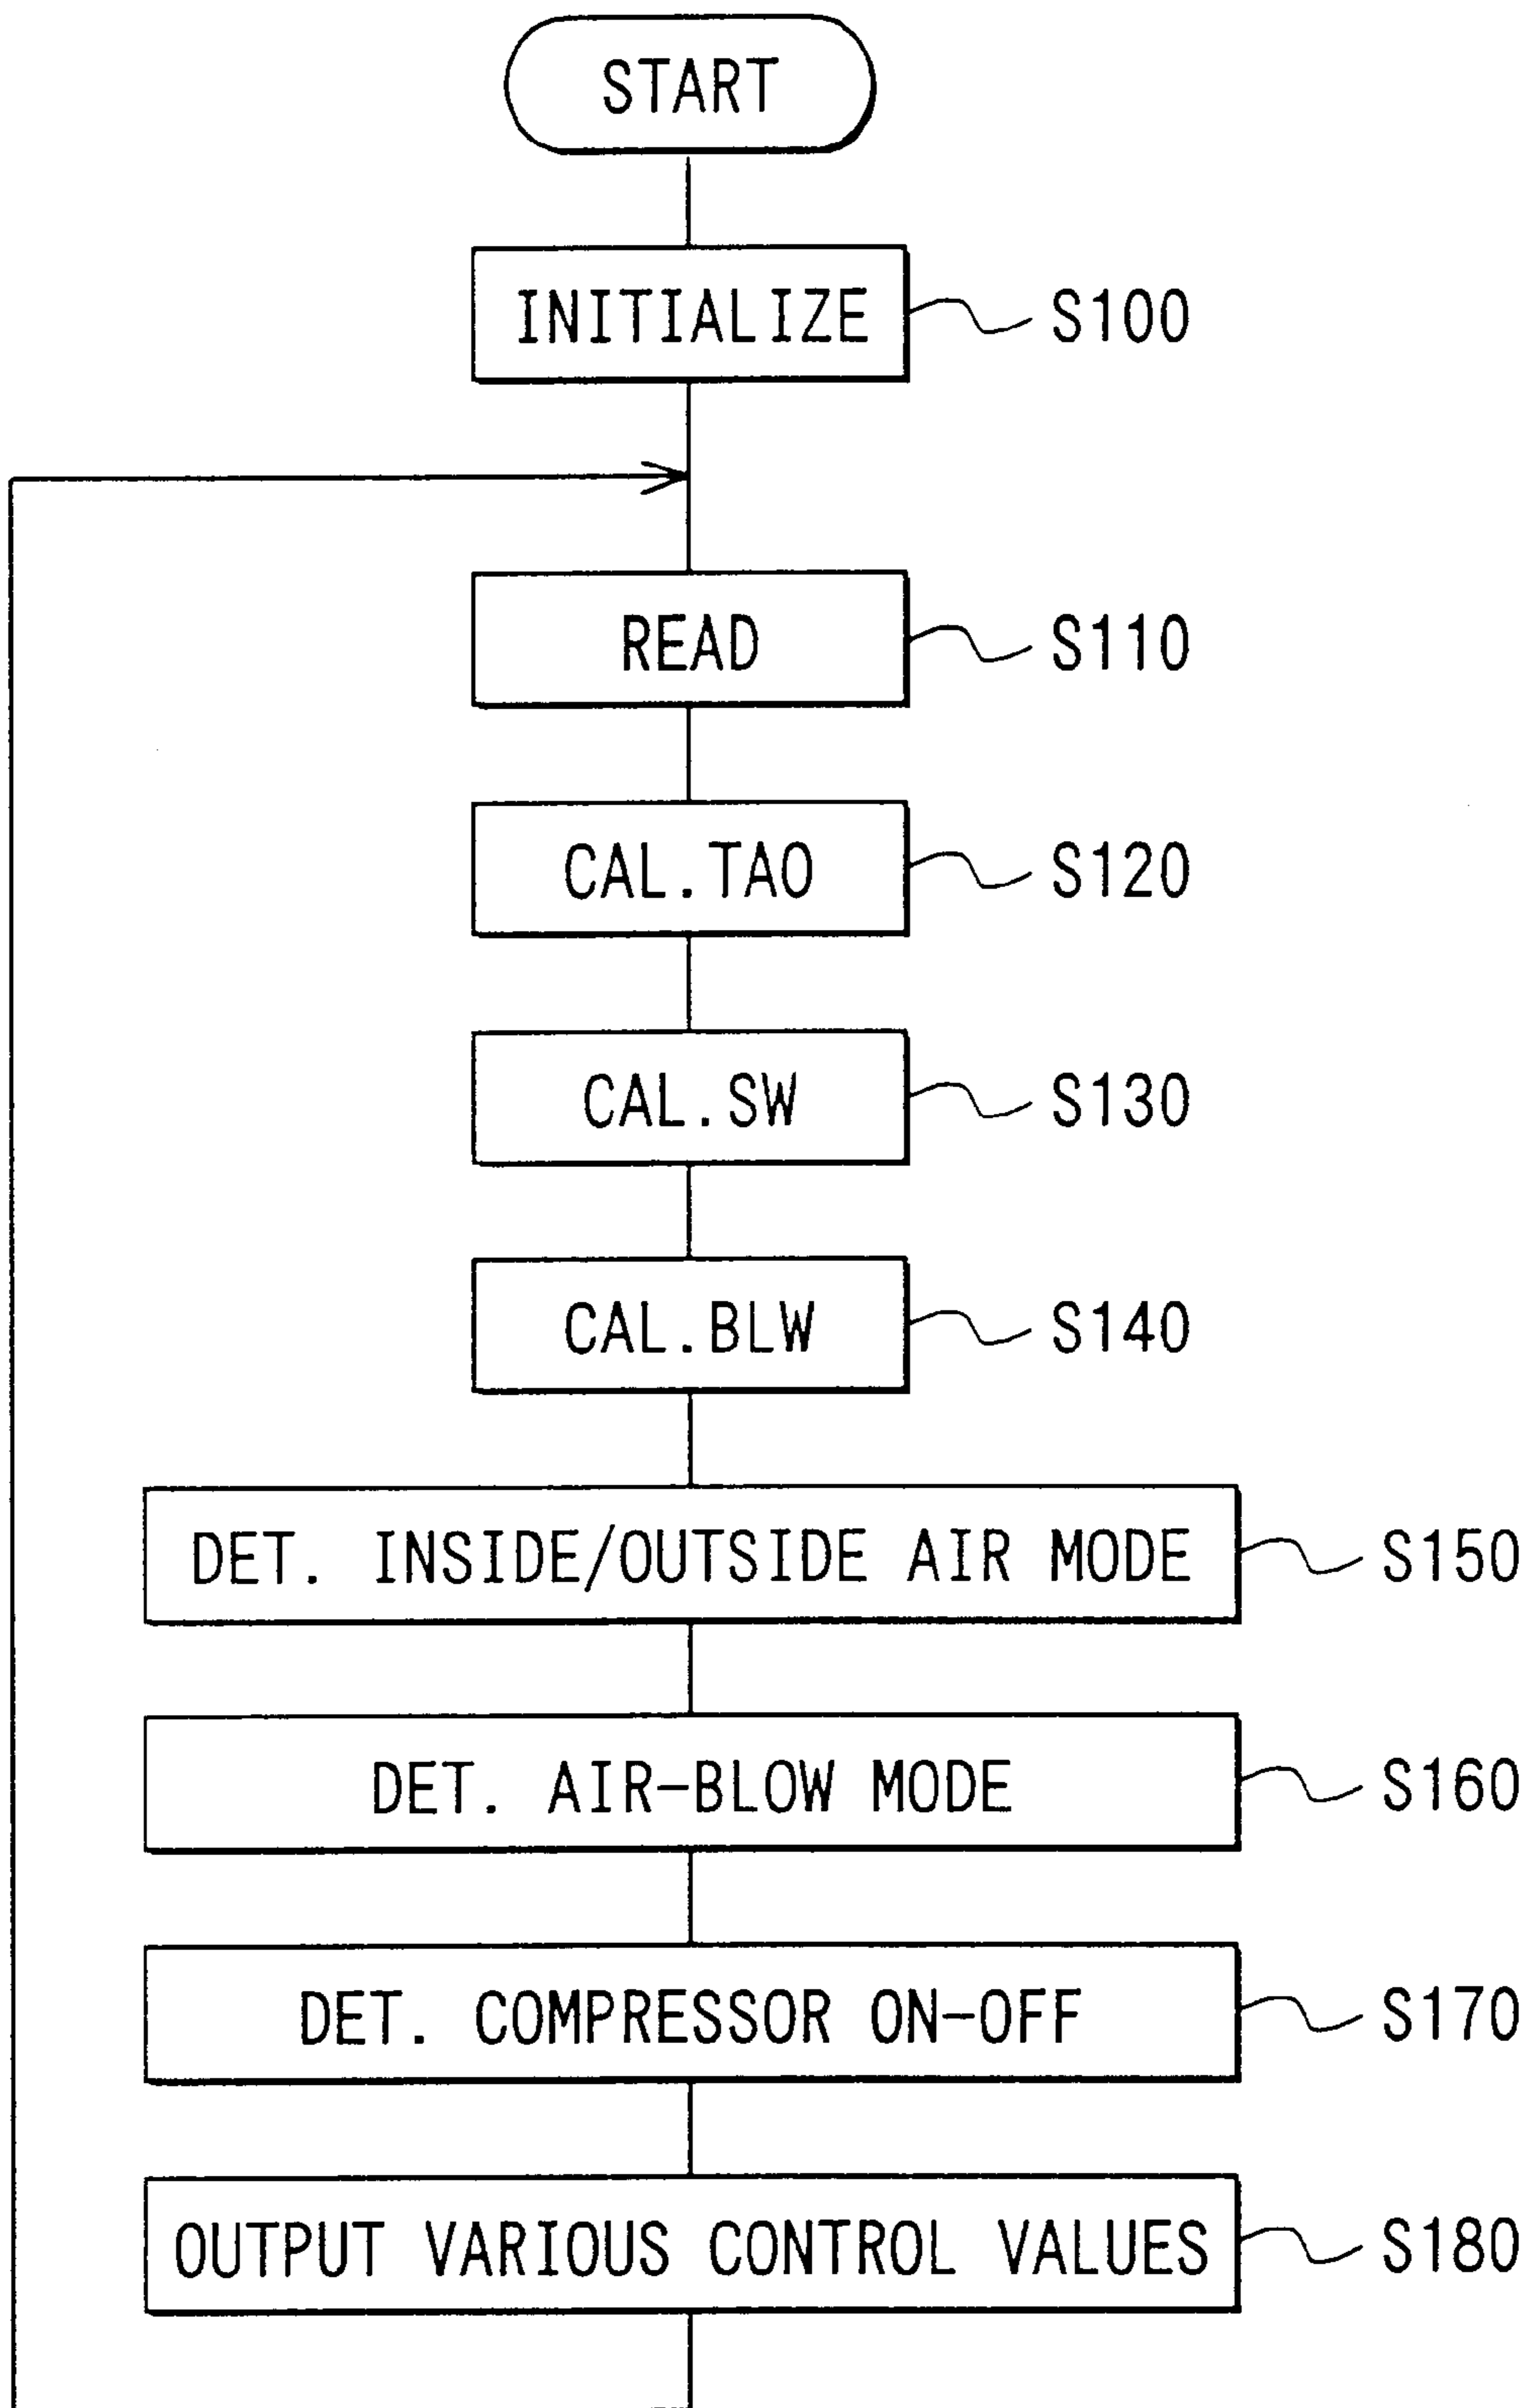 START
INITIALIZE S100
READ S110
CAL.TAO S120
CAL.SW S130
CAL.BLW S140
DET. INSIDE/OUTSIDE AIR MODE S150
DET. AIR-BLOW MODE S160
DET. COMPRESSOR ON-OFF S170
OUTPUT VARIOUS CONTROL VALUES S180